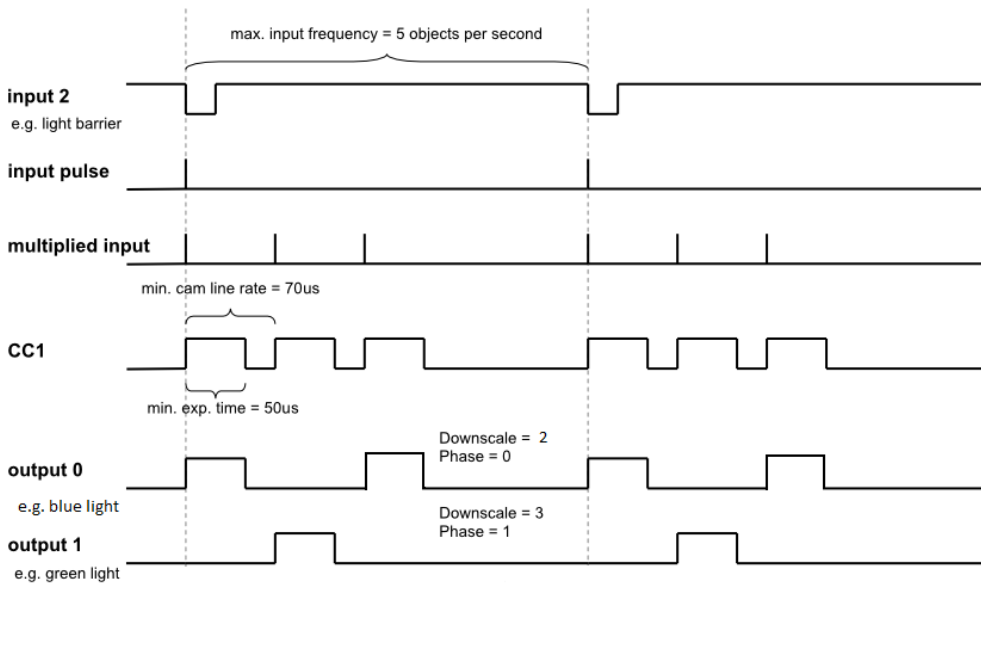 max. input frequency = 5 objects per second
input 2
e.g. light barrier
input pulse
multiplied input
min. cam line rate = 70us
CC1
min. exp. time = 50us
Downscale = 2
Phase = 0
output 0
e.g. blue light
Downscale = 3
Phase = 1
output 1
e.g. green light